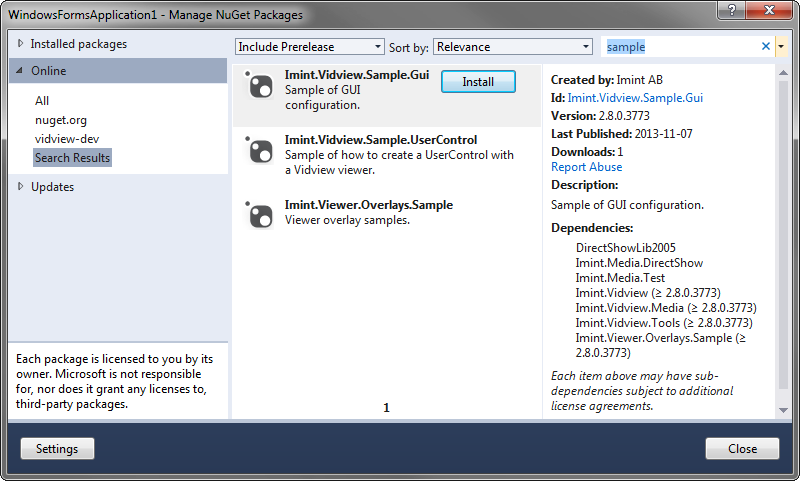 WindowsFormsApplication1 - Manage NuGet Packages
Installed packages
Online
All
nuget.org
vidview-dev
Search Results
Updates
Each package is licensed to you by its
owner. Microsoft is not responsible
for, nor does it grant any licenses to,
third-party packages.
Include Prerelease
Sort by:
Relevance
sample
Imint.Vidview.Sample.Gui
Sample of GUI
configuration.
Install
Imint.Vidview.Sample.UserControl
Sample of how to create a UserControl with
a Vidview viewer.
Imint.Viewer.Overlays.Sample
Viewer overlay samples.
1
Created by: Imint AB
Id: Imint.Vidview.Sample.Gui
Version: 2.8.0.3773
Last Published: 2013-11-07
Downloads: 1
Report Abuse
Description:
Sample of GUI configuration.
Dependencies:
DirectShowLib2005
Imint.Media.DirectShow
Imint.Media.Test
Imint.Vidview (≥ 2.8.0.3773)
Imint.Vidview.Media (≥ 2.8.0.3773)
Imint.Vidview.Tools (≥ 2.8.0.3773)
Imint.Viewer.Overlays.Sample (≥
2.8.0.3773)
Each item above may have sub-
dependencies subject to additional
license agreements.
Settings
Close